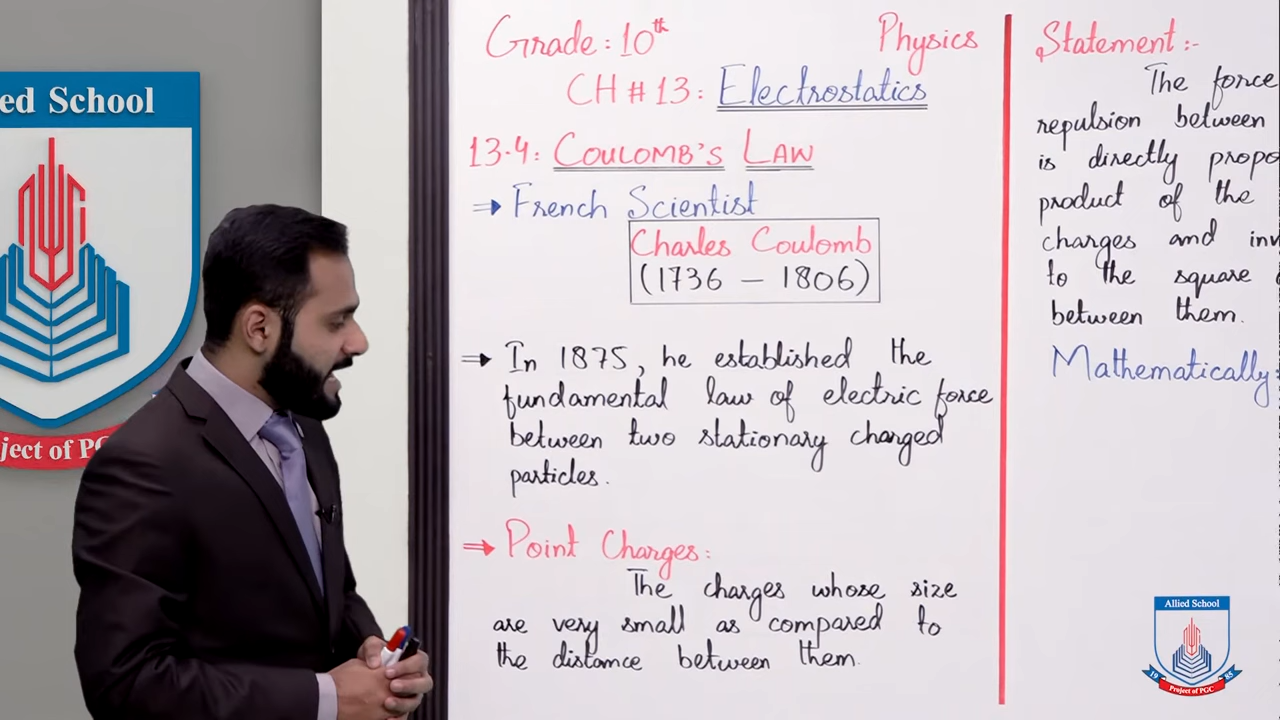 Grade: 10th
Physics
CH # 13: Electrostatics
13.4: COULOMB'S LAW
⇒ French Scientist
Charles Coulomb
(1736 – 1806)
⇒ In 1875, he established the
fundamental law of electric force
between two stationary charged
particles.
⇒ Point Charges:
The charges whose size
are very small as compared to
the distance between them.
Statement :-
The force
repulsion between
is directly propo
product of the
charges and inv
to the square
between them.
Mathematically:
ied School
ject of PG
Allied School
1985
Project of PGC